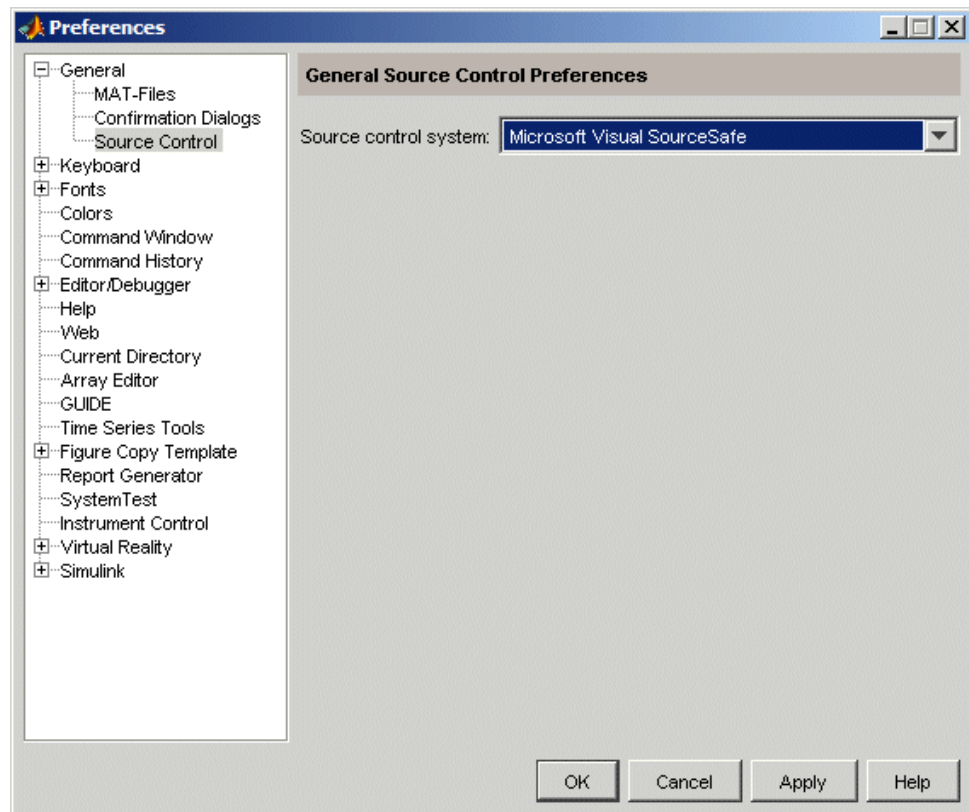 Preferences
General
MAT-Files
Confirmation Dialogs
Source Control
Keyboard
Fonts
Colors
Command Window
Command History
Editor/Debugger
Help
Web
Current Directory
Array Editor
GUIDE
Time Series Tools
Figure Copy Template
Report Generator
SystemTest
Instrument Control
Virtual Reality
Simulink
General Source Control Preferences
Source control system: Microsoft Visual SourceSafe
OK Cancel Apply Help